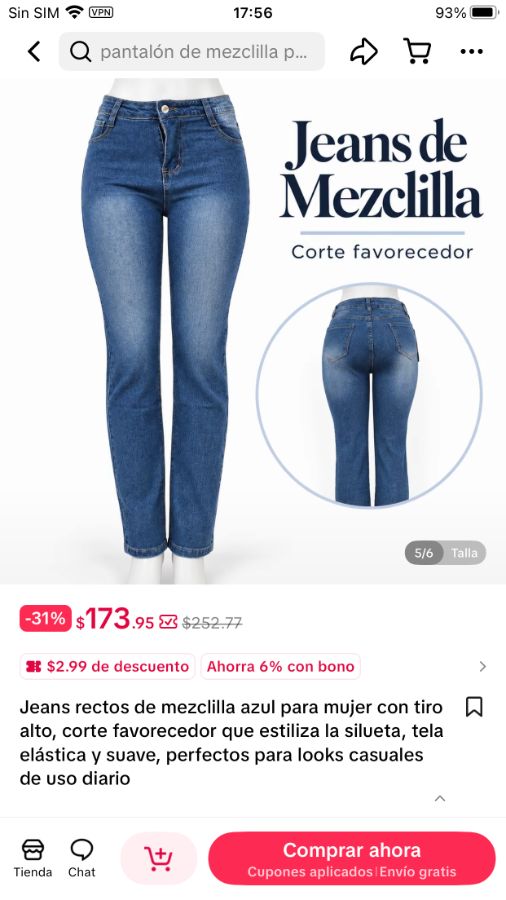 Sin SIM VPN 17:56 93%
pantalón de mezclilla p...
Jeans de
Mezclilla
Corte favorecedor
5/6 Talla
-31% $173.95 $252.77
$2.99 de descuento Ahorra 6% con bono
Jeans rectos de mezclilla azul para mujer con tiro
alto, corte favorecedor que estiliza la silueta, tela
elástica y suave, perfectos para looks casuales
de uso diario
Tienda Chat Comprar ahora
Cupones aplicados|Envío gratis